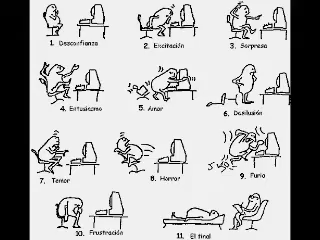 1. Desconfianza
2. Excitación
3. Sorpresa
4. Entusiasmo
5. Amor
6. Desilusión
7. Temor
8. Horror
9. Furia
10. Frustración
11. El final